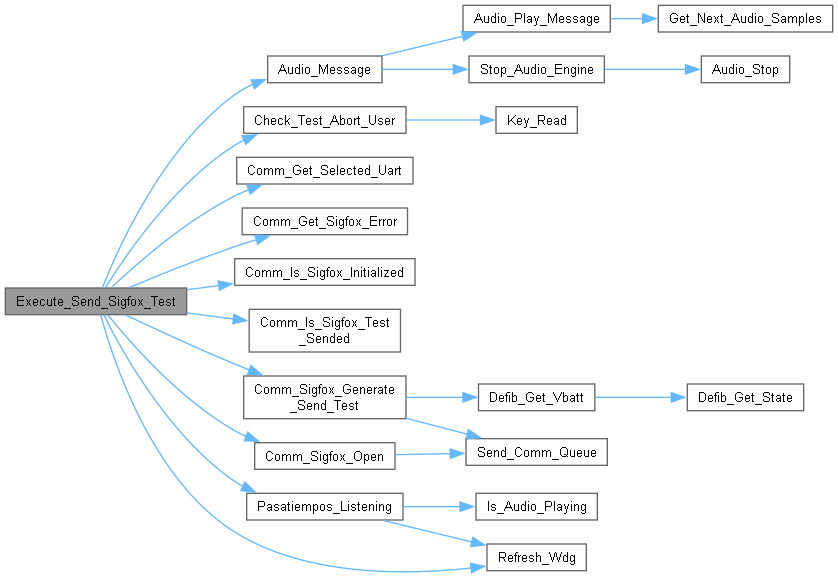 Audio_Play_Message
Get_Next_Audio_Samples
Audio_Message
Stop_Audio_Engine
Audio_Stop
Check_Test_Abort_User
Key_Read
Comm_Get_Selected_Uart
Comm_Get_Sigfox_Error
Comm_Is_Sigfox_Initialized
Execute_Send_Sigfox_Test
Comm_Is_Sigfox_Test
_Sended
Comm_Sigfox_Generate
_Send_Test
Defib_Get_Vbatt
Defib_Get_State
Comm_Sigfox_Open
Send_Comm_Queue
Pasatiempos_Listening
Is_Audio_Playing
Refresh_Wdg